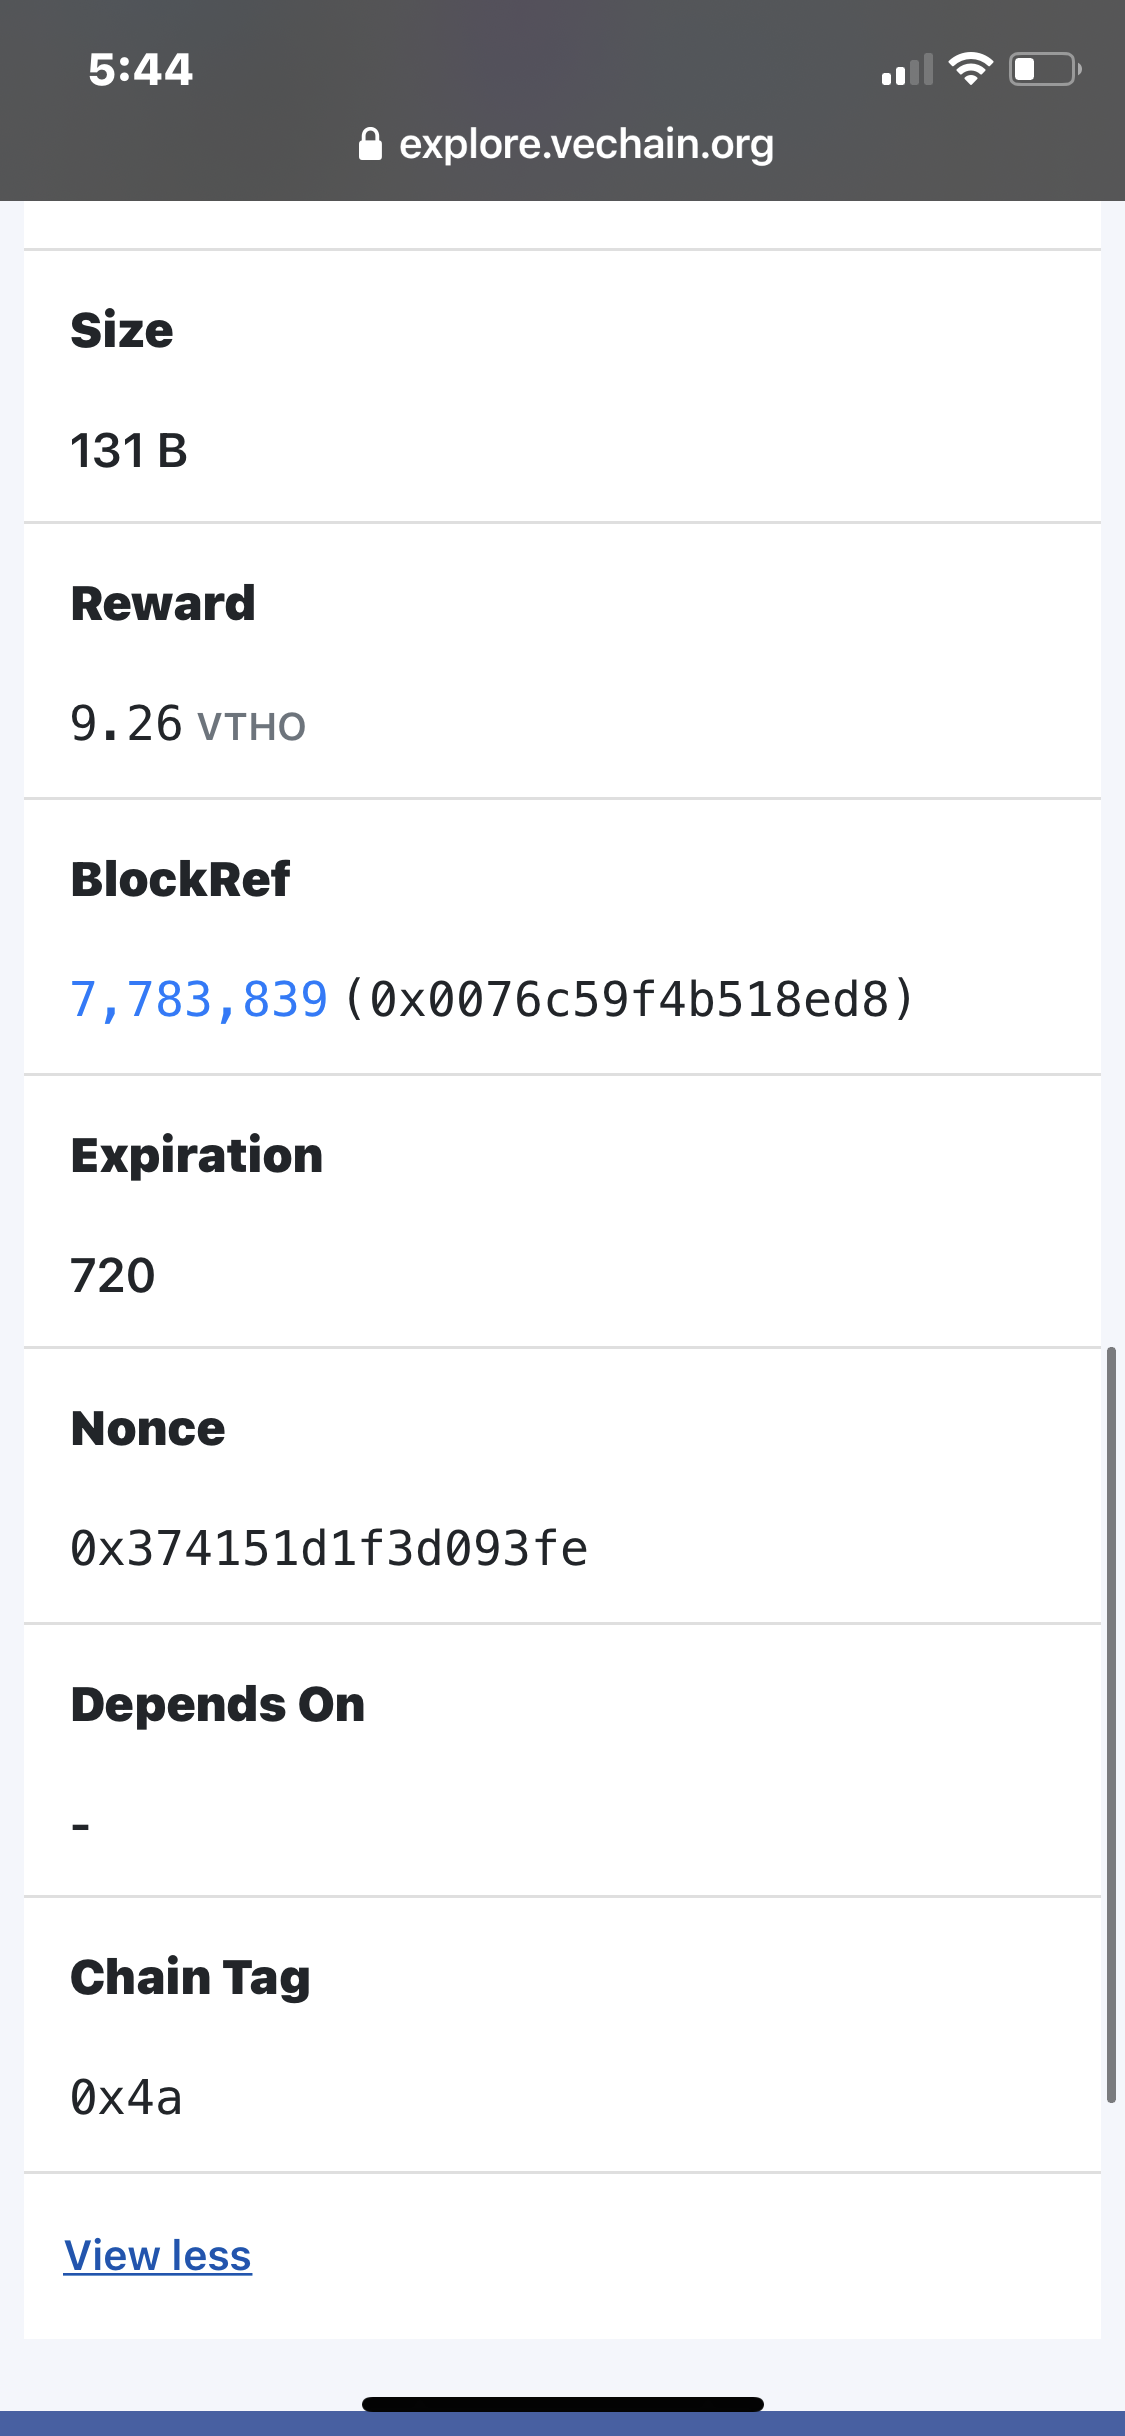 5:44
explore.vechain.org
Size
131 B
Reward
9.26 VTHO
BlockRef
7,783,839 (0x0076c59f4b518ed8)
Expiration
720
Nonce
0x374151d1f3d093fe
Depends On
-
Chain Tag
0x4a
View less